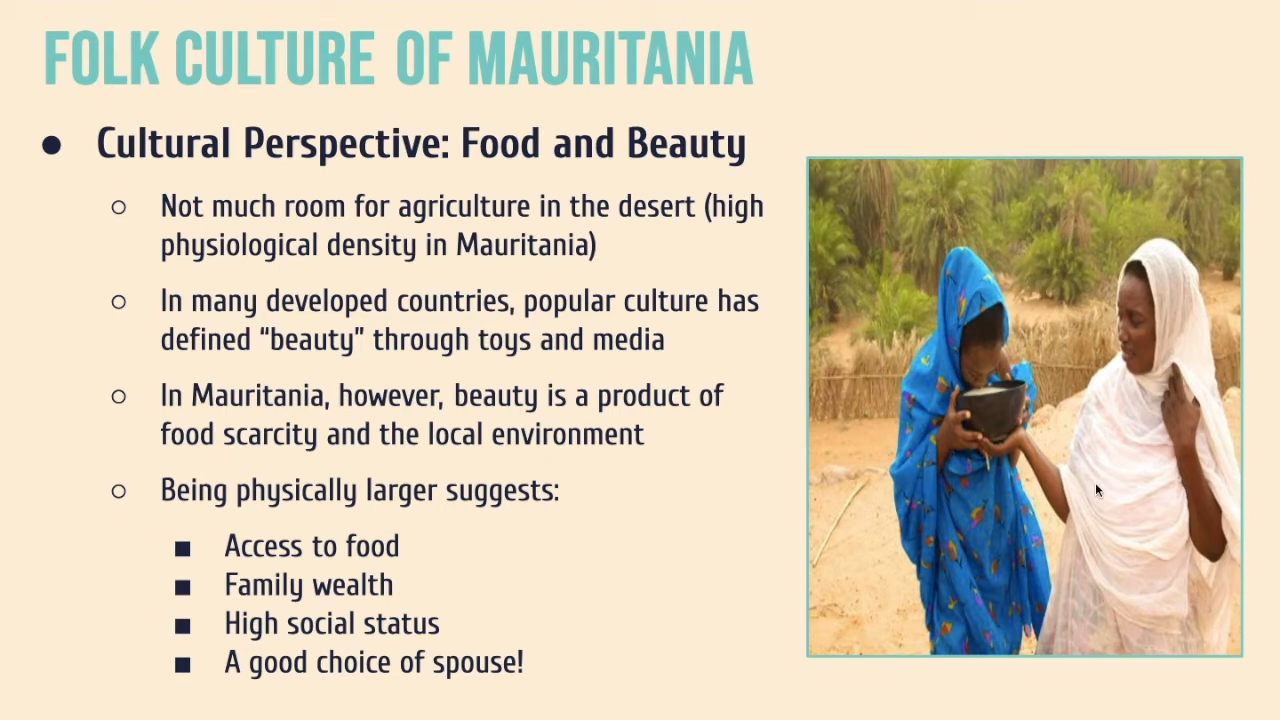 FOLK CULTURE OF MAURITANIA
● Cultural Perspective: Food and Beauty
○ Not much room for agriculture in the desert (high
physiological density in Mauritania)
○ In many developed countries, popular culture has
defined “beauty” through toys and media
○ In Mauritania, however, beauty is a product of
food scarcity and the local environment
○ Being physically larger suggests:
■ Access to food
■ Family wealth
■ High social status
■ A good choice of spouse!